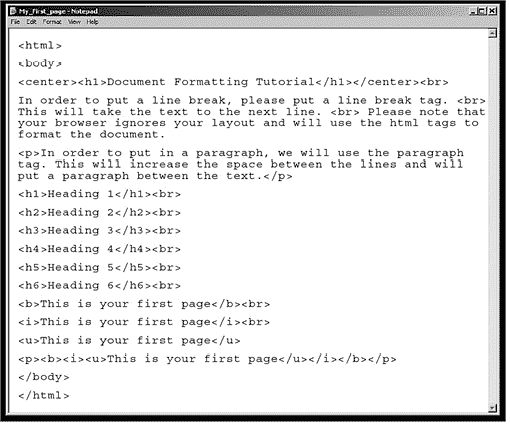 My_first_page - Notepad
File Edit Format View Help
<html>
<body>
<center><h1>Document Formatting Tutorial</h1></center><br>
In order to put a line break, please put a line break tag. <br>
This will take the text to the next line. <br> Please note that
your browser ignores your layout and will use the html tags to
format the document.
<p>In order to put in a paragraph, we will use the paragraph
tag. This will increase the space between the lines and will
put a paragraph between the text.</p>
<h1>Heading 1</h1><br>
<h2>Heading 2</h2><br>
<h3>Heading 3</h3><br>
<h4>Heading 4</h4><br>
<h5>Heading 5</h5><br>
<h6>Heading 6</h6><br>
<b>This is your first page</b><br>
<i>This is your first page</i><br>
<u>This is your first page</u>
<p><b><i><u>This is your first page</u></i></b></p>
</body>
</html>